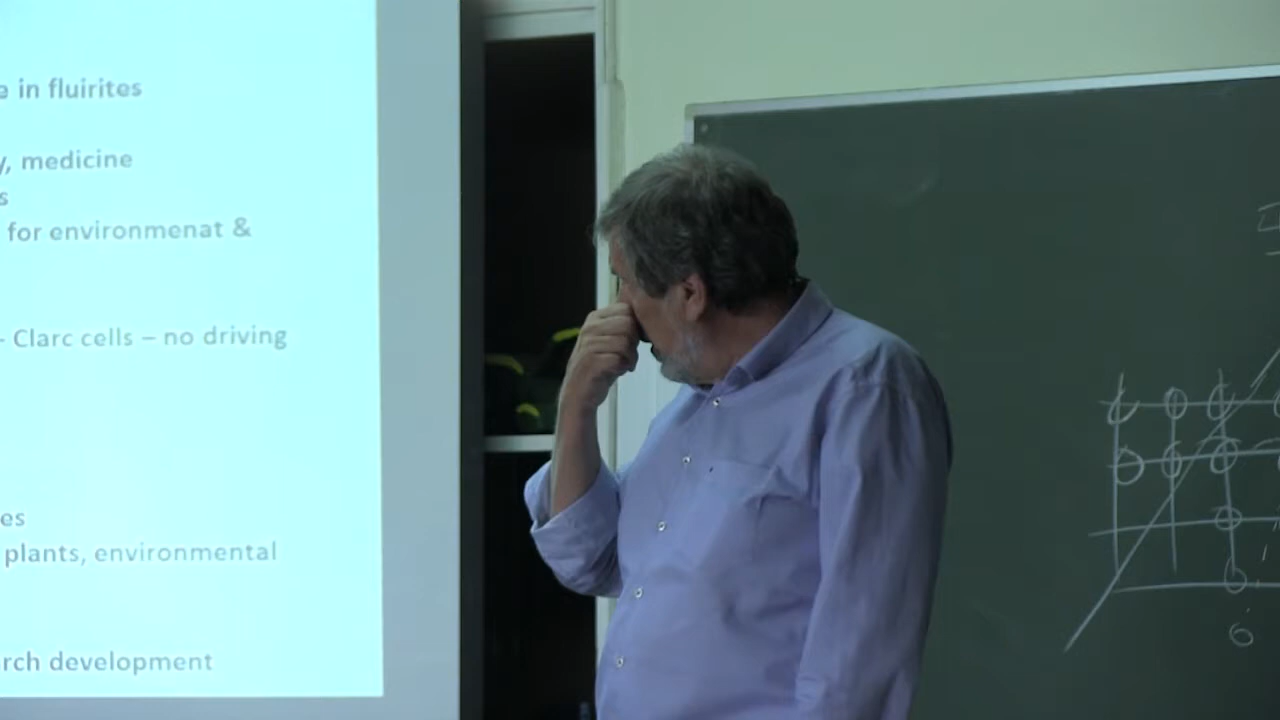 e in fluirites
y, medicine
s
for environmenat &
- Clarc cells – no driving
es
plants, environmental
rch development
6